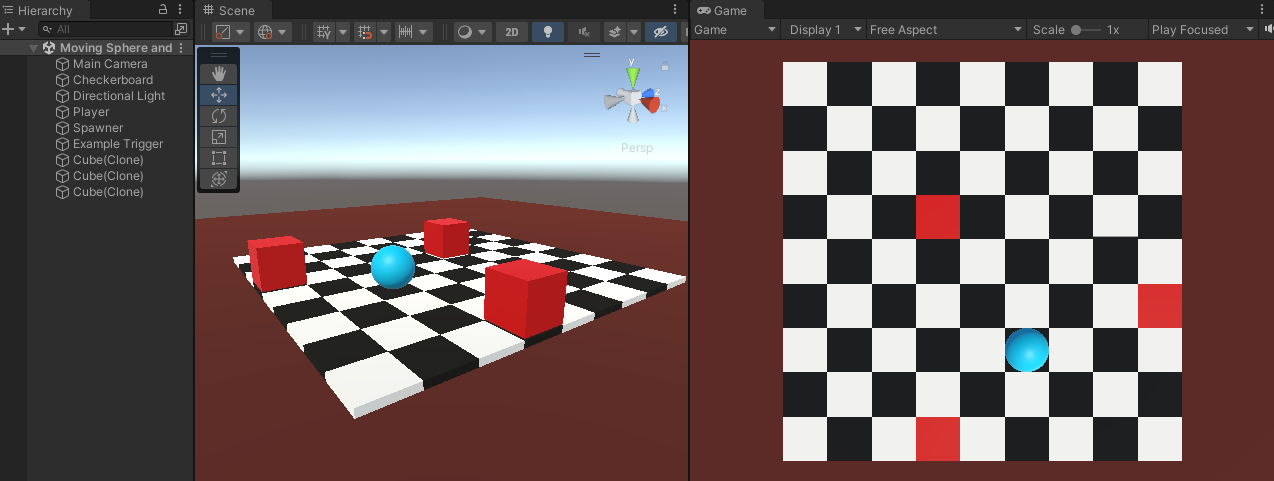 Hierarchy
All
Moving Sphere and
Main Camera
Checkerboard
Directional Light
Player
Spawner
Example Trigger
Cube(Clone)
Cube(Clone)
Cube(Clone)
Scene
2D
y
z
Persp
Game
Game Display 1 Free Aspect Scale 1x Play Focused